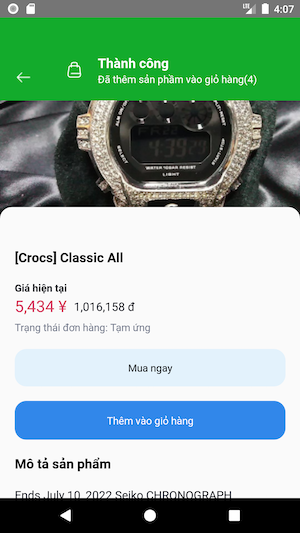 LTE 4:07
Thành công
Đã thêm sản phẩm vào giỏ hàng(4)
WATER 20BAR RESIST
LIGHT
[Crocs] Classic All
Giá hiện tại
5,434 ¥ 1,016,158 đ
Trạng thái đơn hàng: Tạm ứng
Mua ngay
Thêm vào giỏ hàng
Mô tả sản phẩm
Ends July 10, 2022 Seiko CHRONOGRAPH